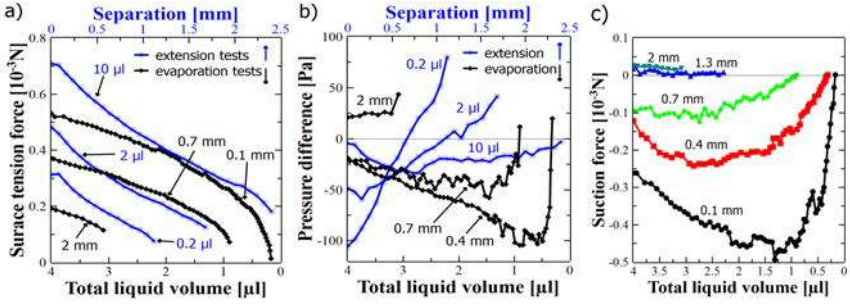 a)
Separation [mm]
0 0.5 1 1.5 2 2.5
extension tests
evaporation tests
10 µl
2 µl
0.2 µl
2 mm
0.7 mm
0.1 mm
Surace tension force [10⁻³N]
0.8
0.6
0.4
0.2
0
4 3 2 1 0
Total liquid volume [µl]
b)
Separation [mm]
0 0.5 1 1.5 2 2.5
extension
evaporation
0.2 µl
2 mm
2 µl
10 µl
0.7 mm
0.4 mm
Pressure difference [Pa]
100
50
0
-50
-100
4 3 2 1 0
Total liquid volume [µl]
c)
2 mm
1.3 mm
0.7 mm
0.4 mm
0.1 mm
Suction force [10⁻³N]
0
-0.1
-0.2
-0.3
-0.4
-0.5
4 3.5 3 2.5 2 1.5 1 0.5 0
Total liquid volume [µl]